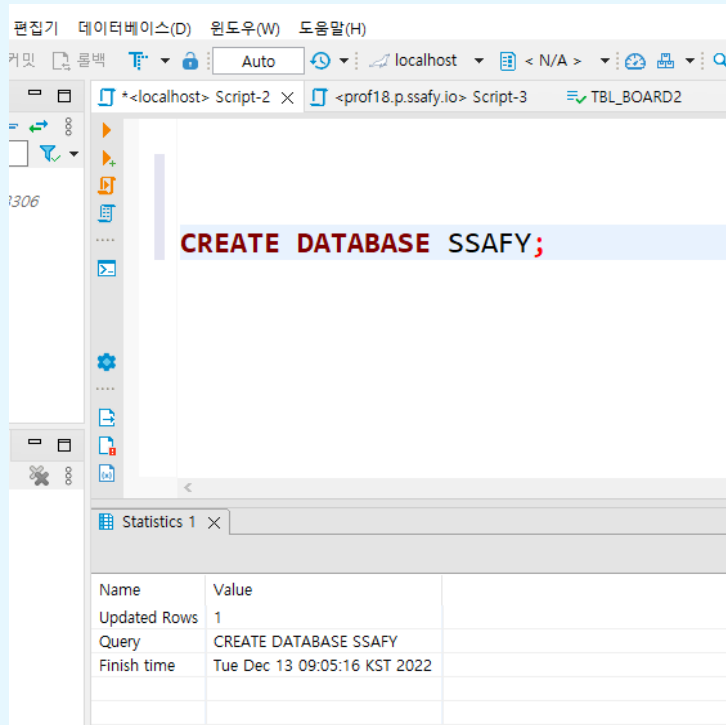 편집기 데이터베이스(D) 윈도우(W) 도움말(H)
커밋 롤백 T Auto localhost < N/A >
*<localhost> Script-2 <prof18.p.ssafy.io> Script-3 TBL_BOARD2
3306
CREATE DATABASE SSAFY;
Statistics 1
Name Value
Updated Rows 1
Query CREATE DATABASE SSAFY
Finish time Tue Dec 13 09:05:16 KST 2022